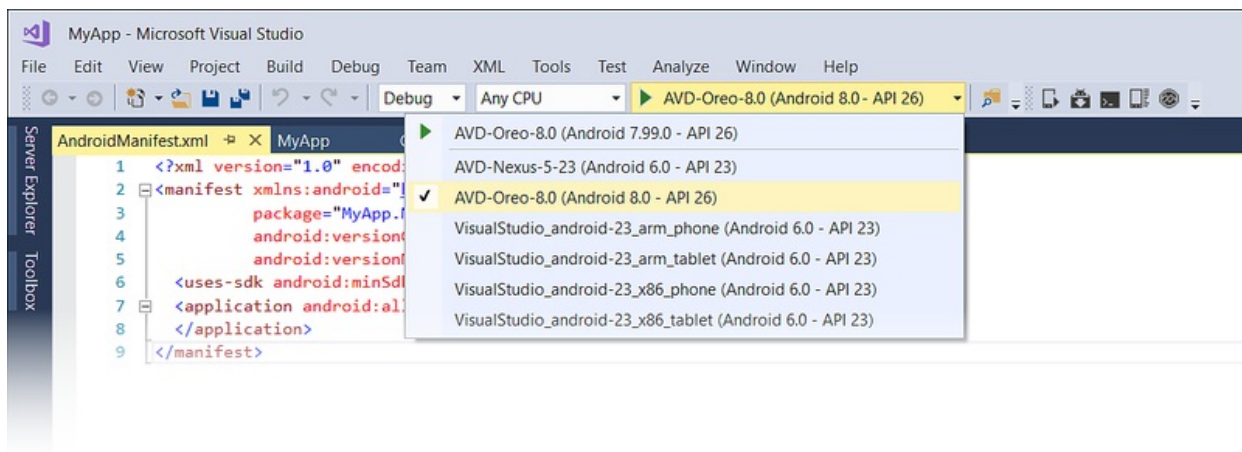 MyApp - Microsoft Visual Studio
File Edit View Project Build Debug Team XML Tools Test Analyze Window Help
Debug Any CPU AVD-Oreo-8.0 (Android 8.0 - API 26)
Server Explorer
Toolbox
AndroidManifest.xml MyApp
AVD-Oreo-8.0 (Android 7.99.0 - API 26)
AVD-Nexus-5-23 (Android 6.0 - API 23)
AVD-Oreo-8.0 (Android 8.0 - API 26)
VisualStudio_android-23_arm_phone (Android 6.0 - API 23)
VisualStudio_android-23_arm_tablet (Android 6.0 - API 23)
VisualStudio_android-23_x86_phone (Android 6.0 - API 23)
VisualStudio_android-23_x86_tablet (Android 6.0 - API 23)
1 <?xml version="1.0" encod
2 <manifest xmlns:android="
3 package="MyApp.
4 android:version
5 android:version
6 <uses-sdk android:minSd
7 <application android:al
8 </application>
9 </manifest>